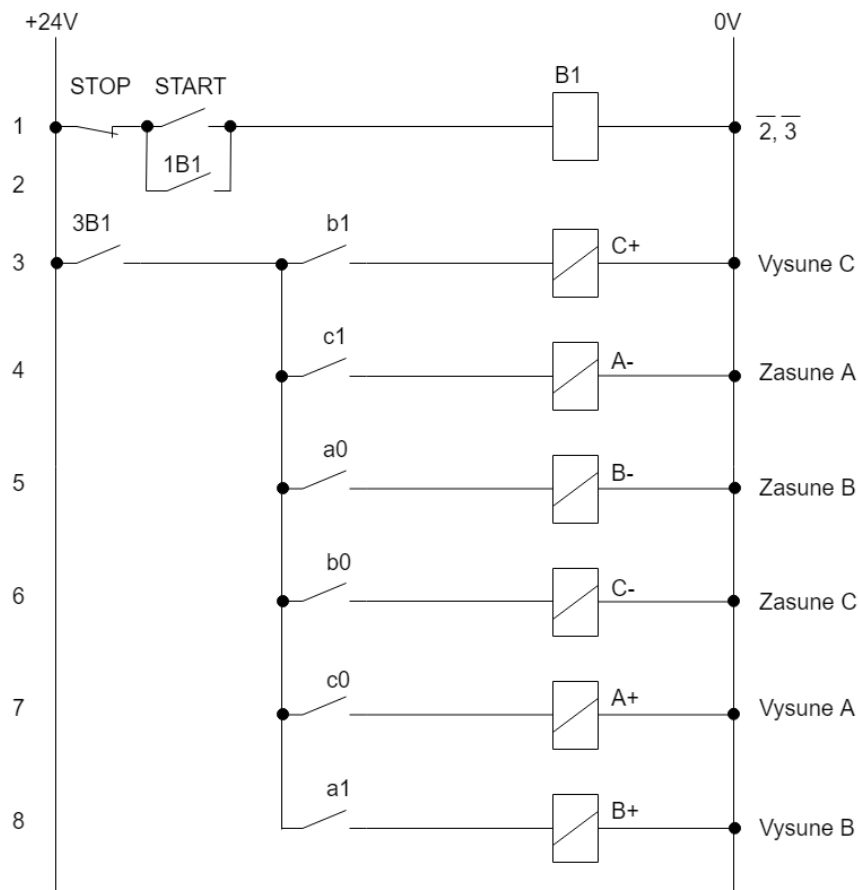 +24V 0V
STOP START B1
1 2, 3
1B1
2
3B1 b1 C+
3 Vysune C
c1 A-
4 Zasune A
a0 B-
5 Zasune B
b0 C-
6 Zasune C
c0 A+
7 Vysune A
a1 B+
8 Vysune B